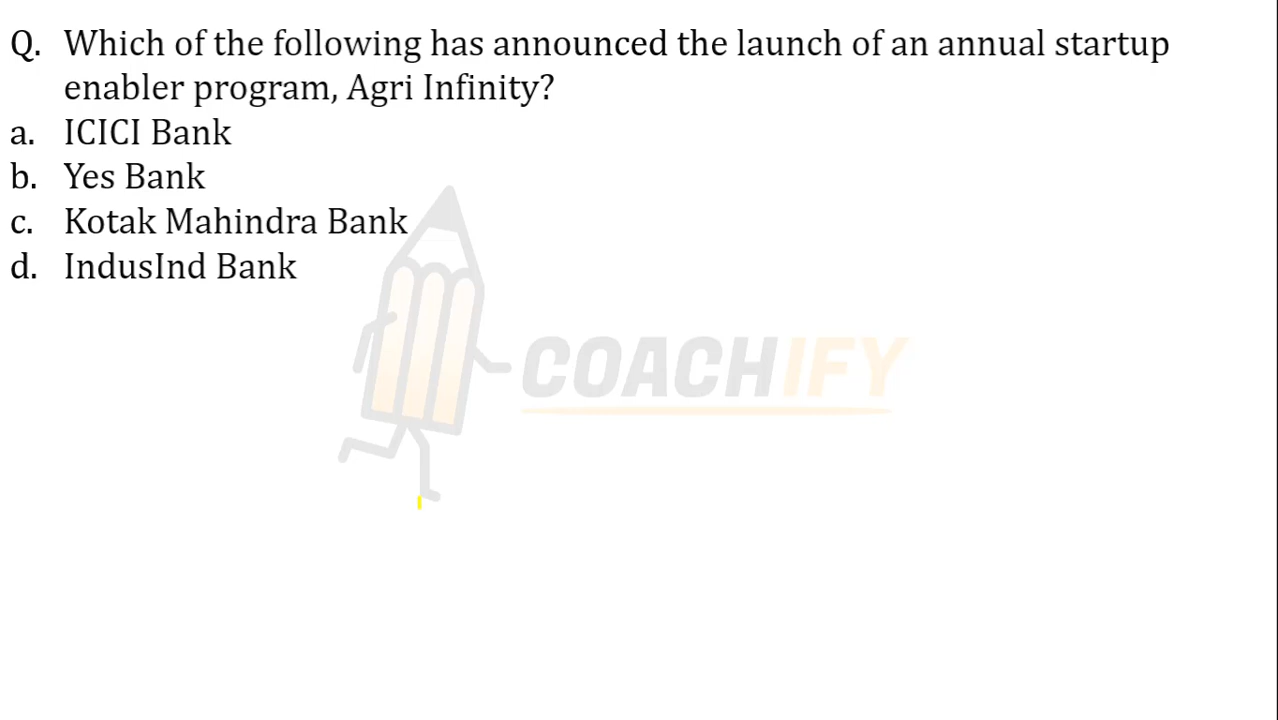 Q. Which of the following has announced the launch of an annual startup
enabler program, Agri Infinity?
a. ICICI Bank
b. Yes Bank
c. Kotak Mahindra Bank
d. IndusInd Bank
COACHIFY